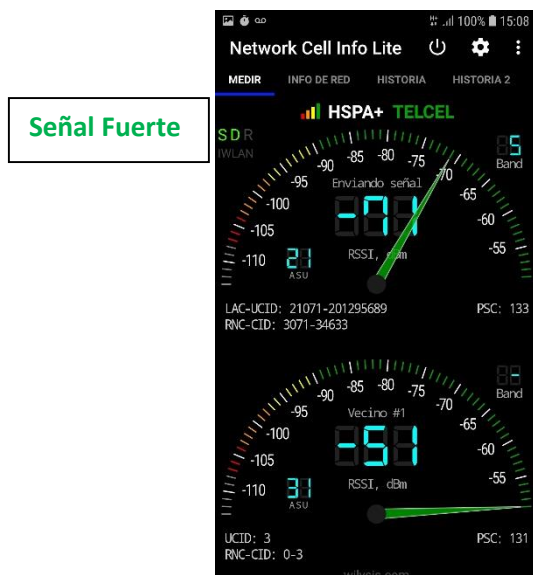 15:08
100%
Network Cell Info Lite
MEDIR INFO DE RED HISTORIA HISTORIA 2
Señal Fuerte
HSPA+ TELCEL
S D R
IWLAN
5
Band
-110 -105 -100 -95 -90 -85 -80 -75 -70 -65 -60 -55
Enviando señal
-71
RSSI, dBm
21
ASU
LAC-UCID: 21071-201295689 PSC: 133
RNC-CID: 3071-34633
-
Band
-110 -105 -100 -95 -90 -85 -80 -75 -70 -65 -60 -55
Vecino #1
-51
RSSI, dBm
31
ASU
UCID: 3 PSC: 131
RNC-CID: 0-3